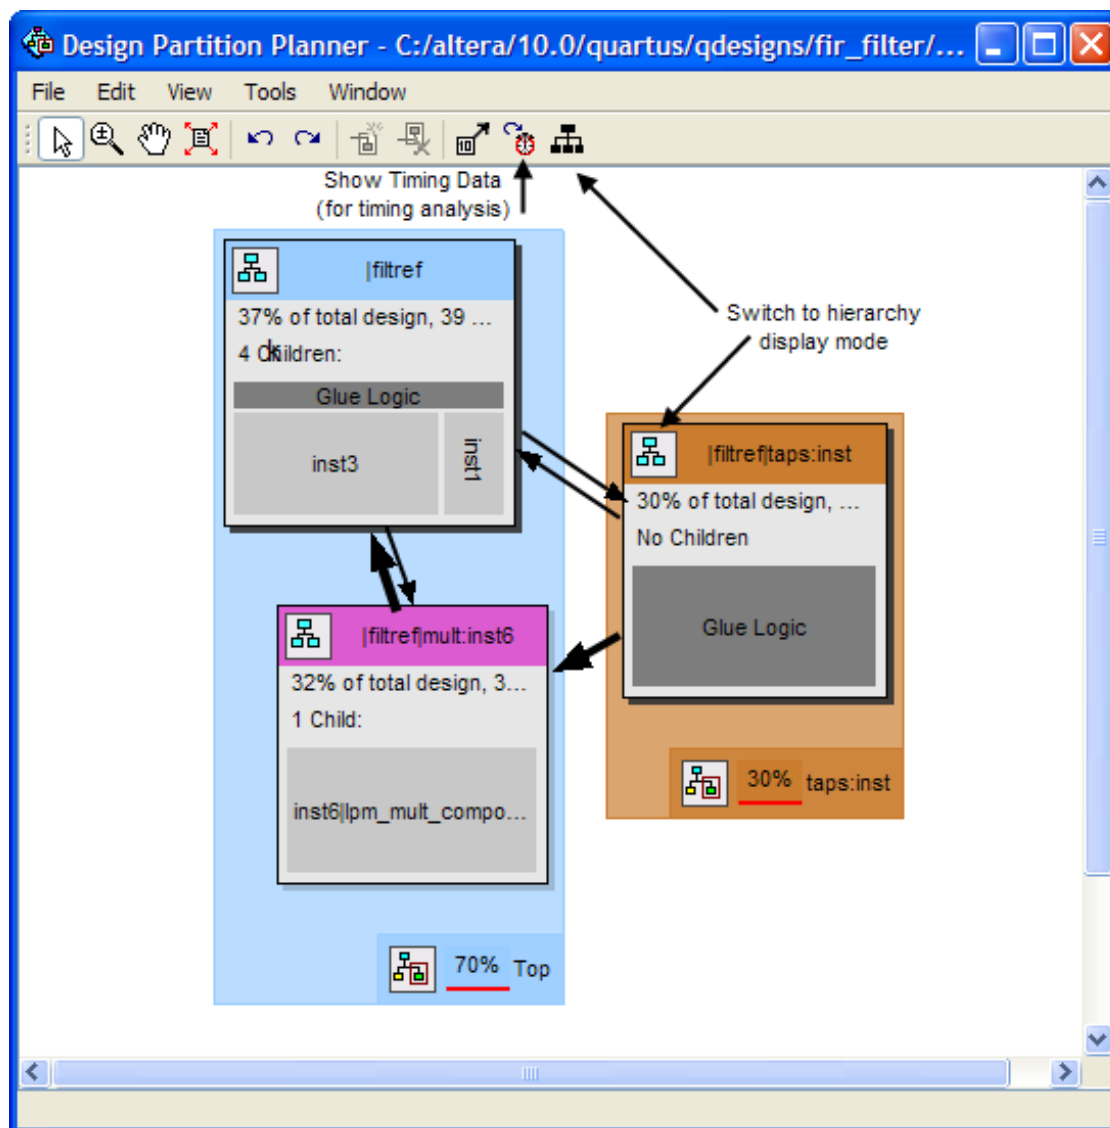 Design Partition Planner - C:/altera/10.0/quartus/qdesigns/fir_filter/...
File Edit View Tools Window
10
Show Timing Data
(for timing analysis)
|filtref
37% of total design, 39 ...
4 Children:
Glue Logic
inst3
inst1
Switch to hierarchy
display mode
|filtref|taps:inst
30% of total design, ...
No Children
Glue Logic
30% taps:inst
|filtref|mult:inst6
32% of total design, 3...
1 Child:
inst6|lpm_mult_compo...
70% Top